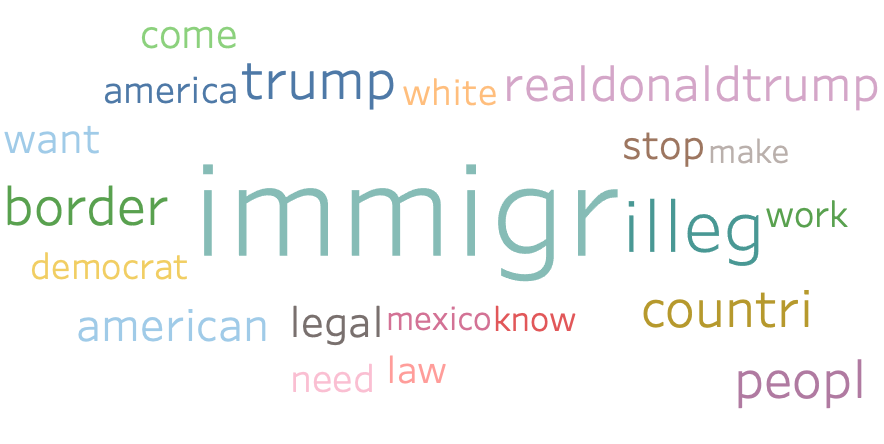 come
america trump white realdonaldtrump
want stop make
border immigr illeg work
democrat
american legal mexico know countri
need law peopl